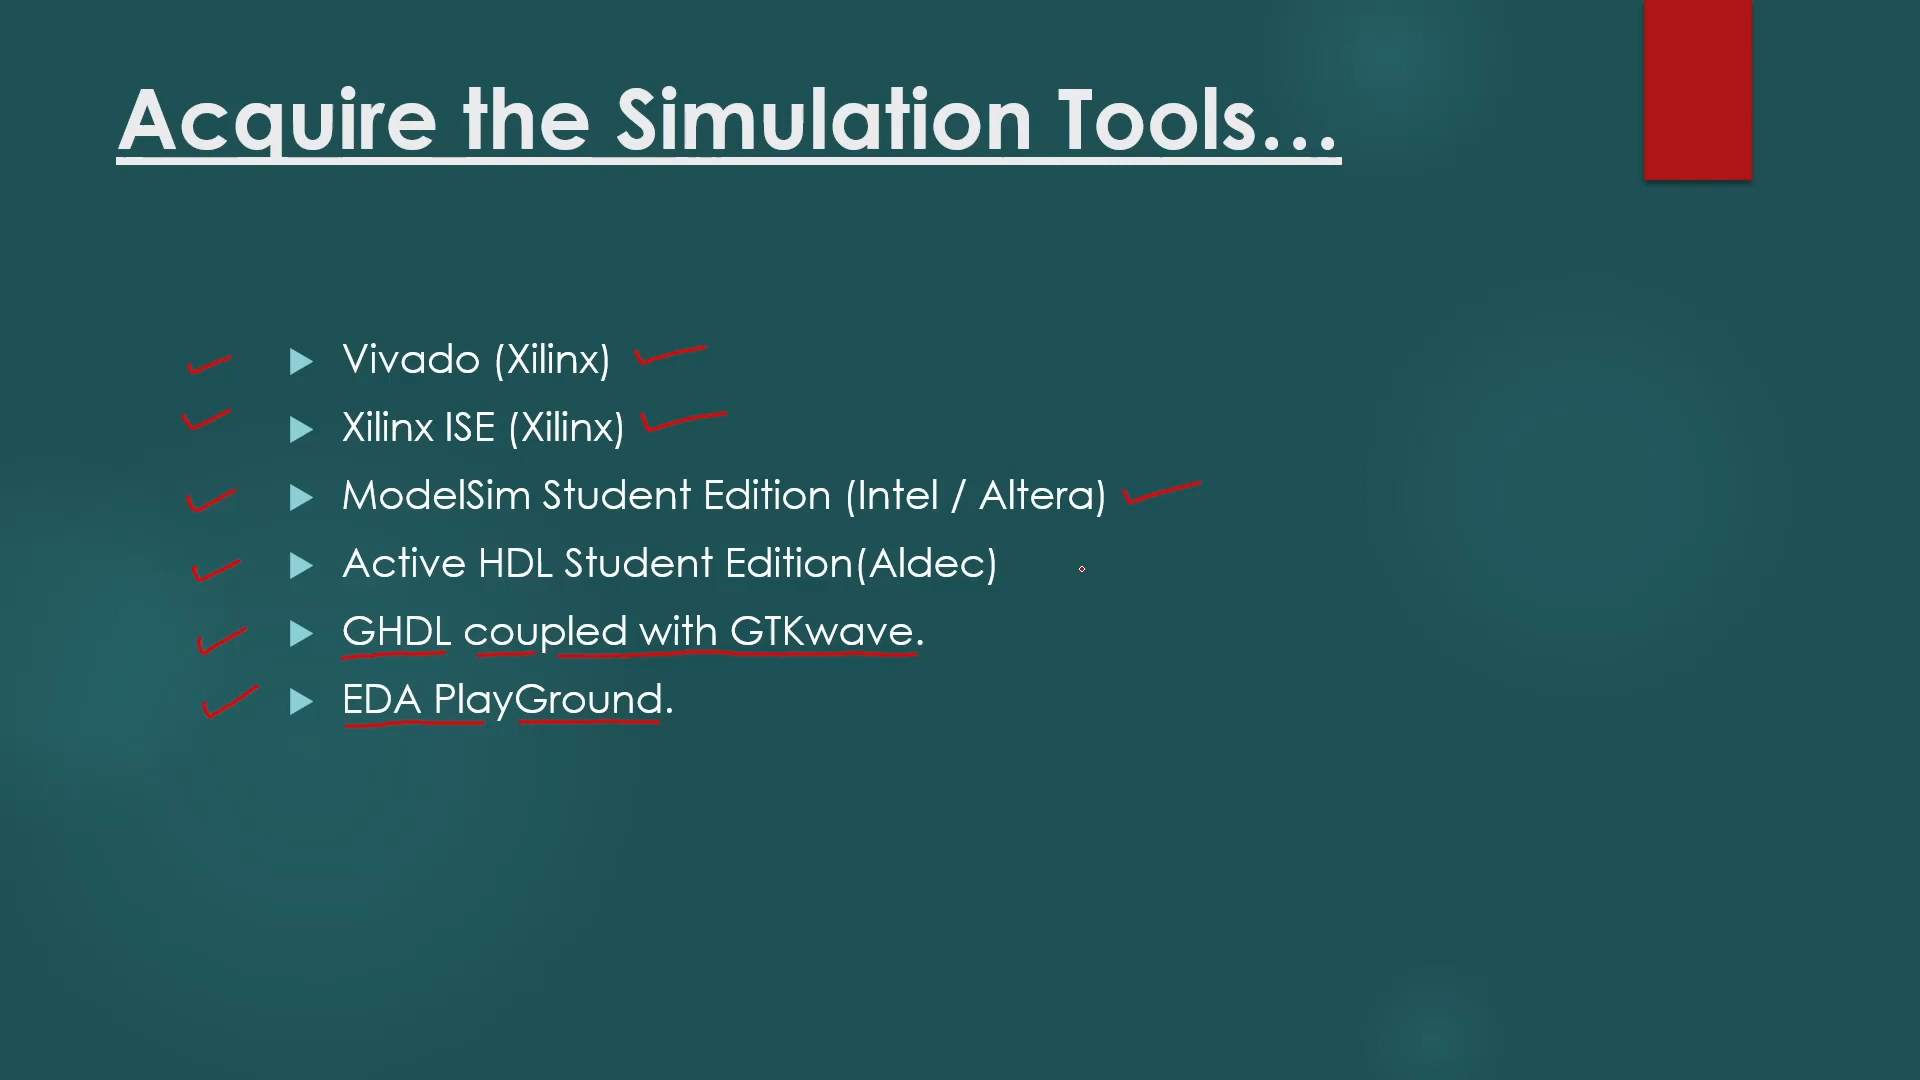 Acquire the Simulation Tools...
Vivado (Xilinx)
Xilinx ISE (Xilinx)
ModelSim Student Edition (Intel / Altera)
Active HDL Student Edition(Aldec)
GHDL coupled with GTKwave.
EDA PlayGround.